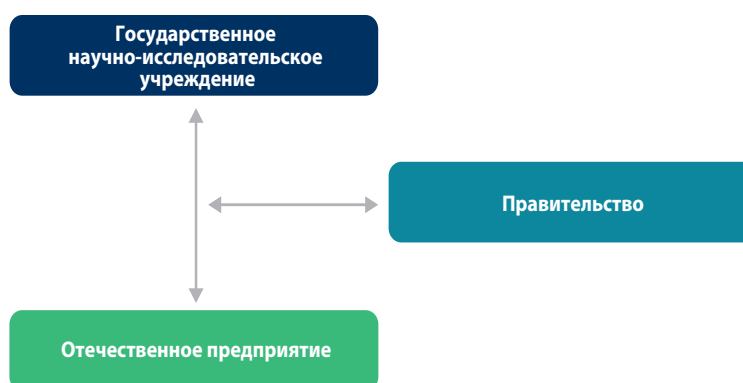 Государственное
научно-исследовательское
учреждение
Правительство
Отечественное предприятие